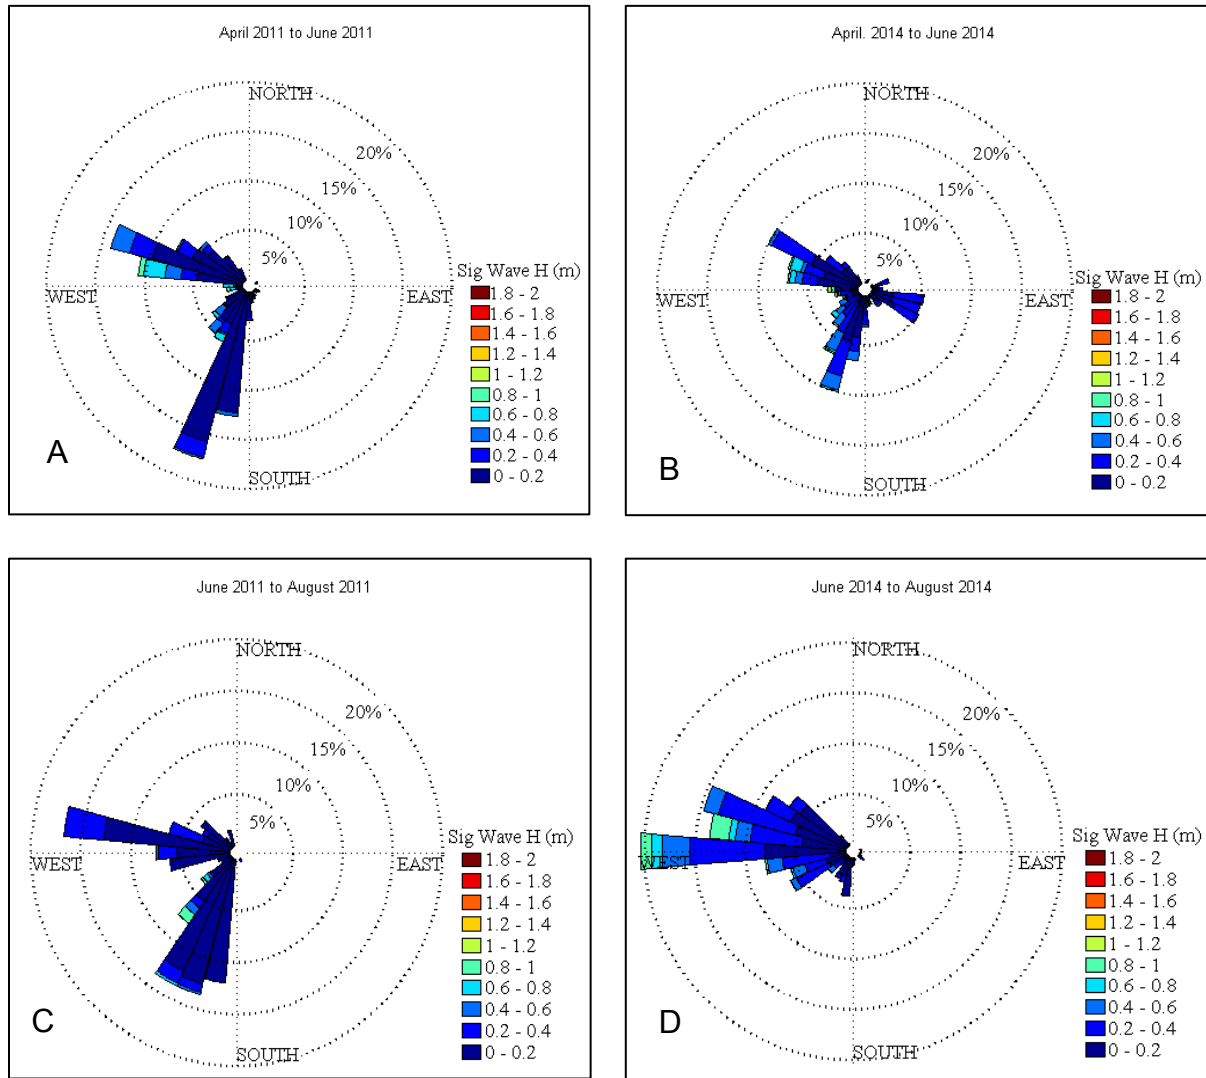 April 2011 to June 2011
NORTH
20%
15%
10%
5%
WEST
EAST
SOUTH
Sig Wave H (m)
1.8 - 2
1.6 - 1.8
1.4 - 1.6
1.2 - 1.4
1 - 1.2
0.8 - 1
0.6 - 0.8
0.4 - 0.6
0.2 - 0.4
0 - 0.2
A
April. 2014 to June 2014
NORTH
20%
15%
10%
5%
WEST
EAST
SOUTH
Sig Wave H (m)
1.8 - 2
1.6 - 1.8
1.4 - 1.6
1.2 - 1.4
1 - 1.2
0.8 - 1
0.6 - 0.8
0.4 - 0.6
0.2 - 0.4
0 - 0.2
B
June 2011 to August 2011
NORTH
20%
15%
10%
5%
WEST
EAST
SOUTH
Sig Wave H (m)
1.8 - 2
1.6 - 1.8
1.4 - 1.6
1.2 - 1.4
1 - 1.2
0.8 - 1
0.6 - 0.8
0.4 - 0.6
0.2 - 0.4
0 - 0.2
C
June 2014 to August 2014
NORTH
20%
15%
10%
5%
WEST
EAST
SOUTH
Sig Wave H (m)
1.8 - 2
1.6 - 1.8
1.4 - 1.6
1.2 - 1.4
1 - 1.2
0.8 - 1
0.6 - 0.8
0.4 - 0.6
0.2 - 0.4
0 - 0.2
D